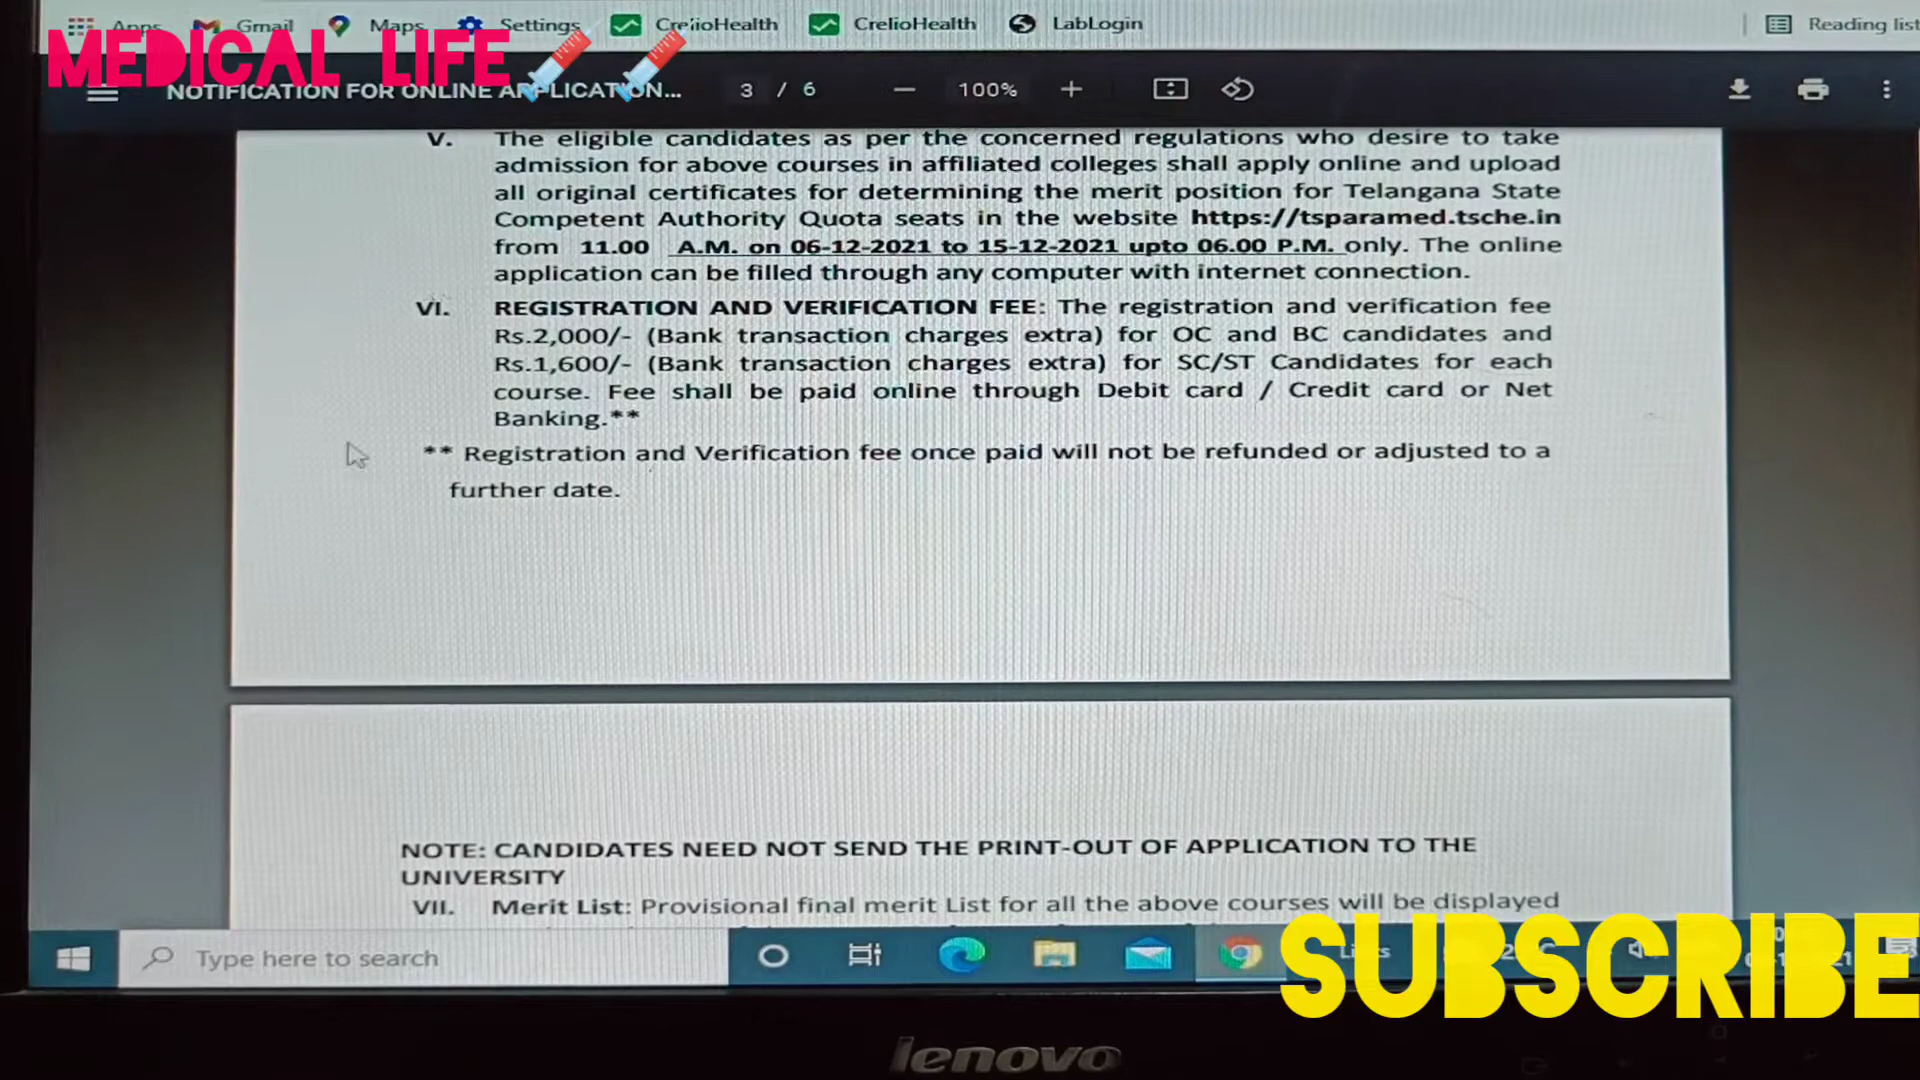 Apps Gmail Maps Settings CrelioHealth CrelioHealth LabLogin Reading list
MEDICAL LIFE
NOTIFICATION FOR ONLINE APPLICATION... 3 / 6 100%
V. The eligible candidates as per the concerned regulations who desire to take
admission for above courses in affiliated colleges shall apply online and upload
all original certificates for determining the merit position for Telangana State
Competent Authority Quota seats in the website https://tsparamed.tsche.in
from 11.00 A.M. on 06-12-2021 to 15-12-2021 upto 06.00 P.M. only. The online
application can be filled through any computer with internet connection.
VI. REGISTRATION AND VERIFICATION FEE: The registration and verification fee
Rs.2,000/- (Bank transaction charges extra) for OC and BC candidates and
Rs.1,600/- (Bank transaction charges extra) for SC/ST Candidates for each
course. Fee shall be paid online through Debit card / Credit card or Net
Banking.**
** Registration and Verification fee once paid will not be refunded or adjusted to a
further date.
NOTE: CANDIDATES NEED NOT SEND THE PRINT-OUT OF APPLICATION TO THE
UNIVERSITY
VII. Merit List: Provisional final merit List for all the above courses will be displayed
Type here to search
SUBSCRIBE
lenovo